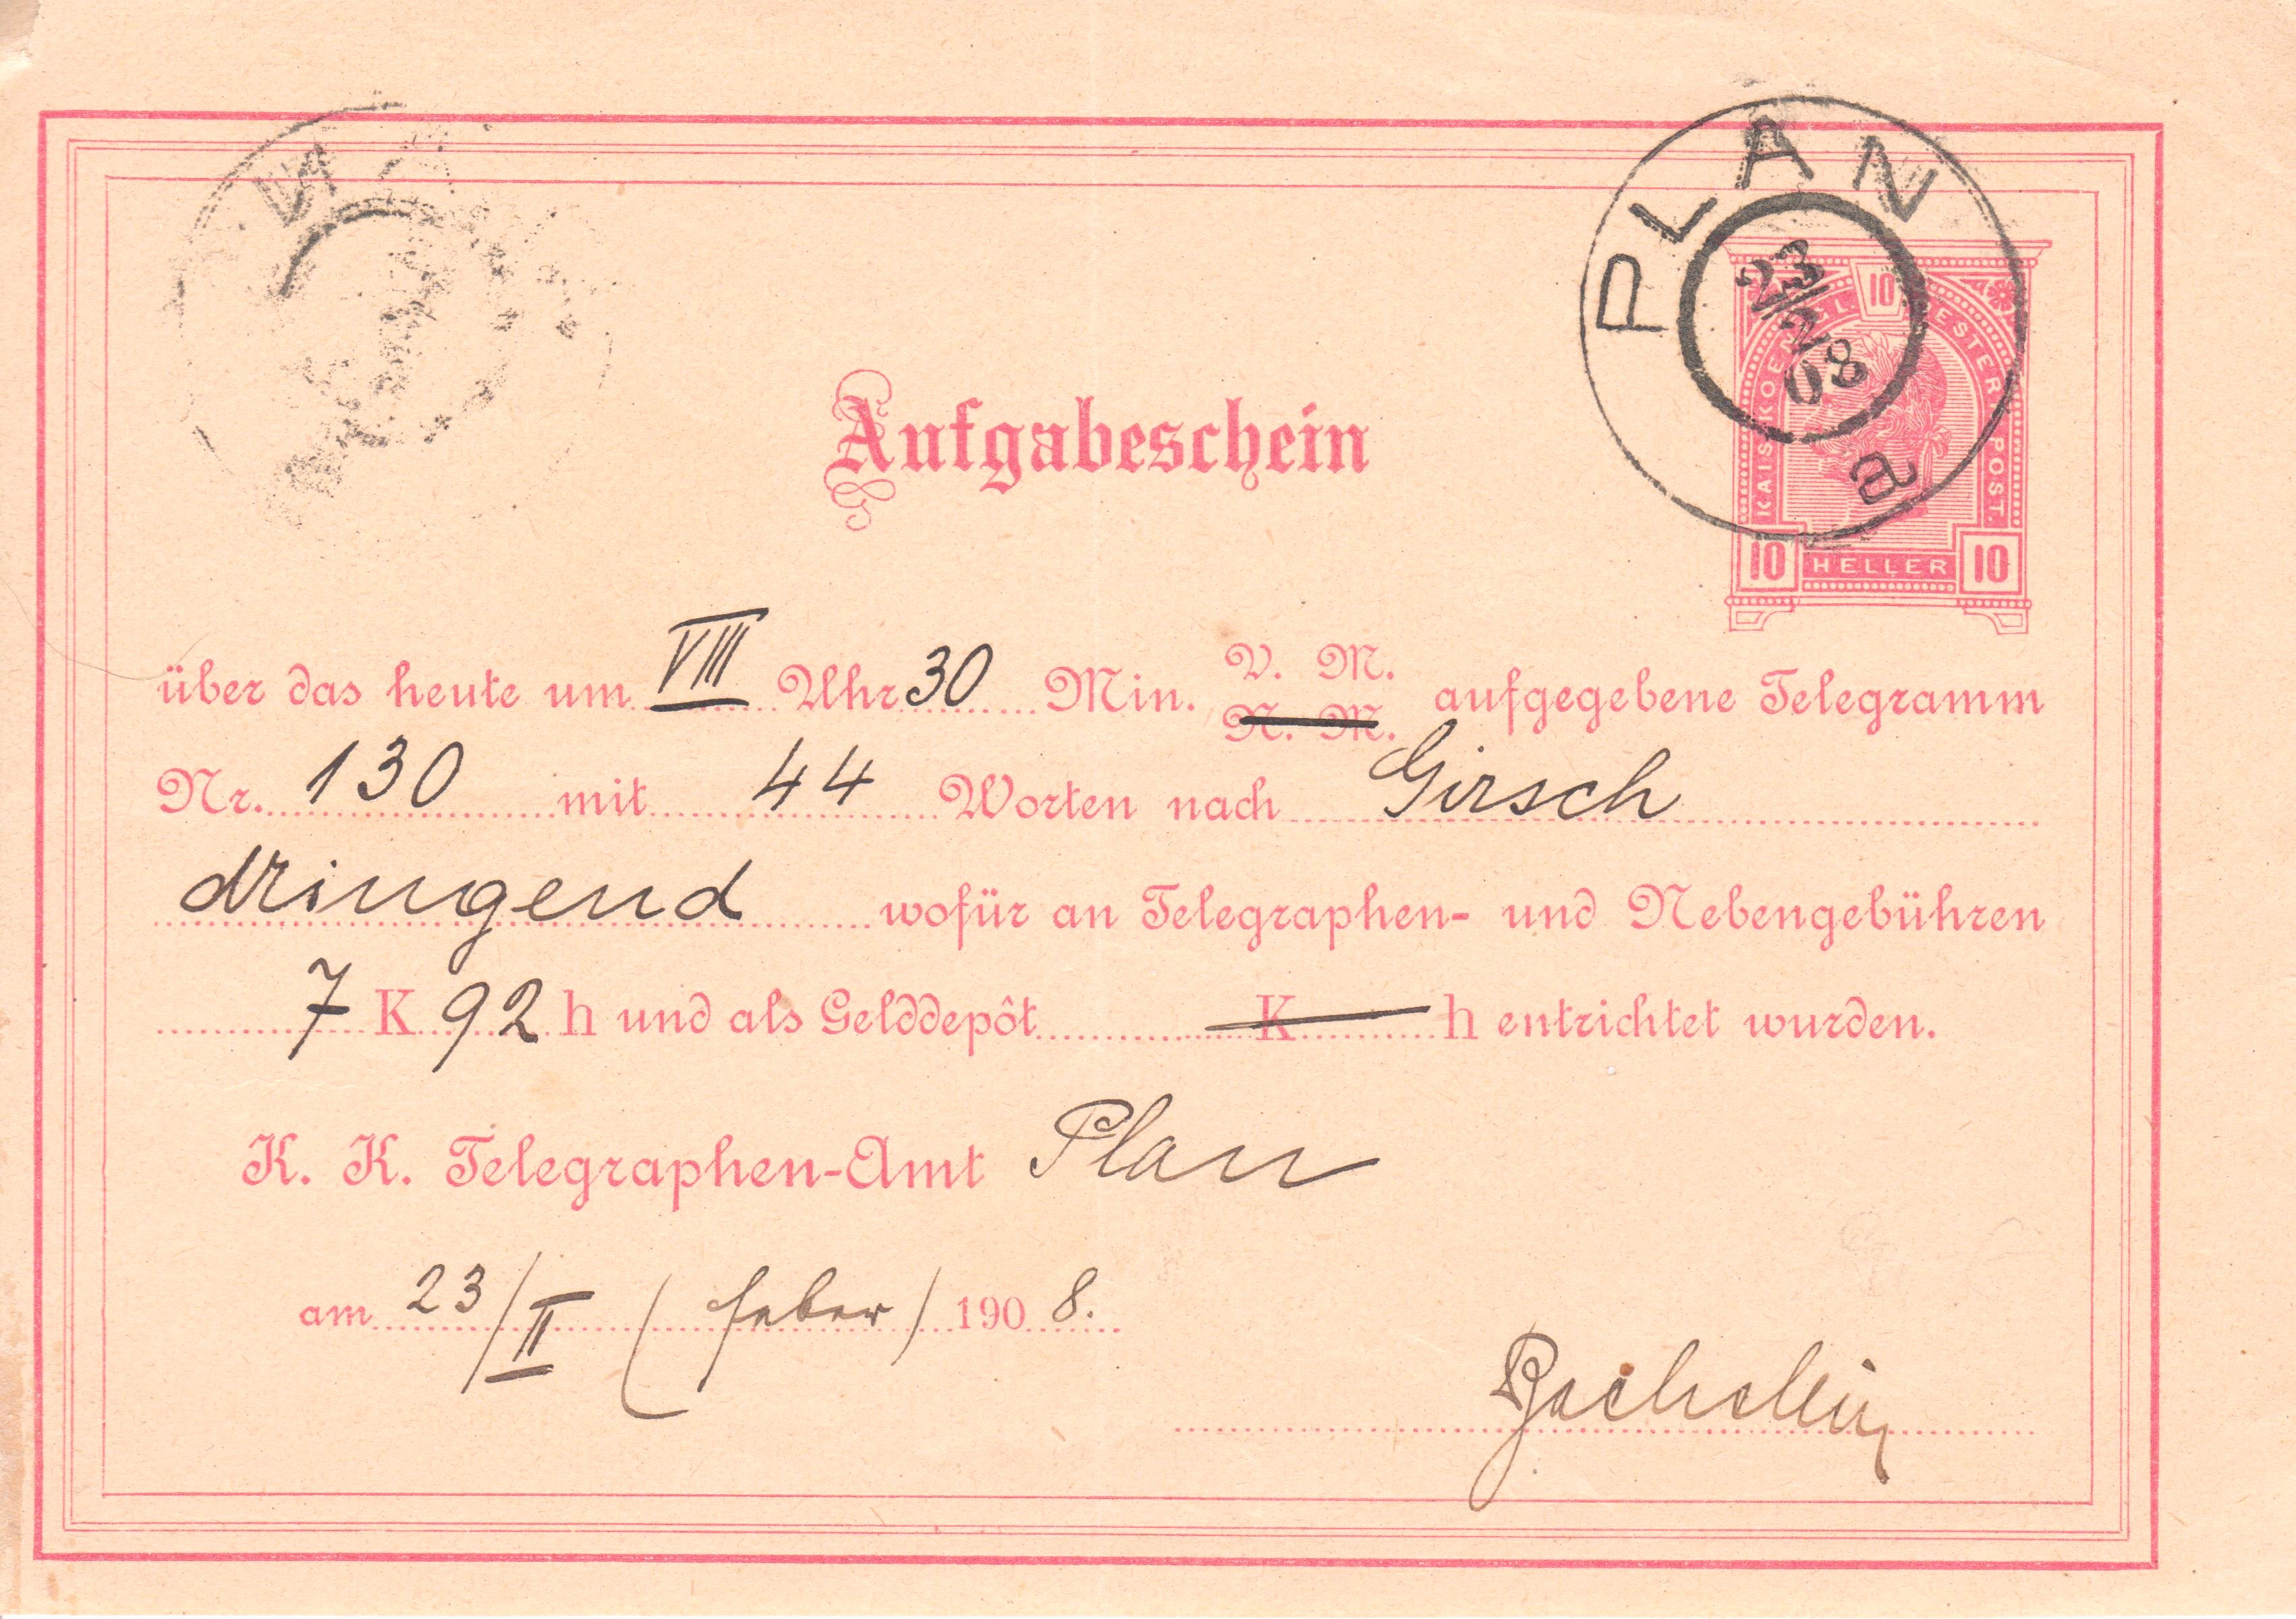 PLAN
23/2
08
a
10
KAIS. KOENIGL. OESTERR. POST.
10 HELLER 10
Aufgabeschein
über das heute um VIII Uhr 30 Min. V. M. N. M. aufgegebene Telegramm
Nr. 130 mit 44 Worten nach Girsch
dringend wofür an Telegraphen- und Nebengebühren
7 K 92 h und als Gelddepôt K h entrichtet wurden.
K. K. Telegraphen-Amt Plan
am 23/II (feber) 1908.